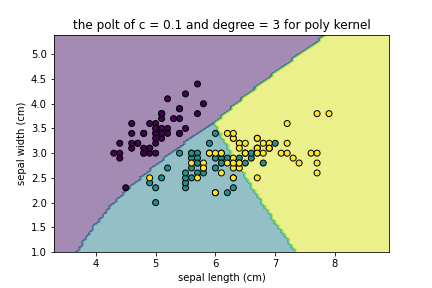 the polt of c = 0.1 and degree = 3 for poly kernel
sepal width (cm)
5.0
4.5
4.0
3.5
3.0
2.5
2.0
1.5
1.0
4 5 6 7 8
sepal length (cm)